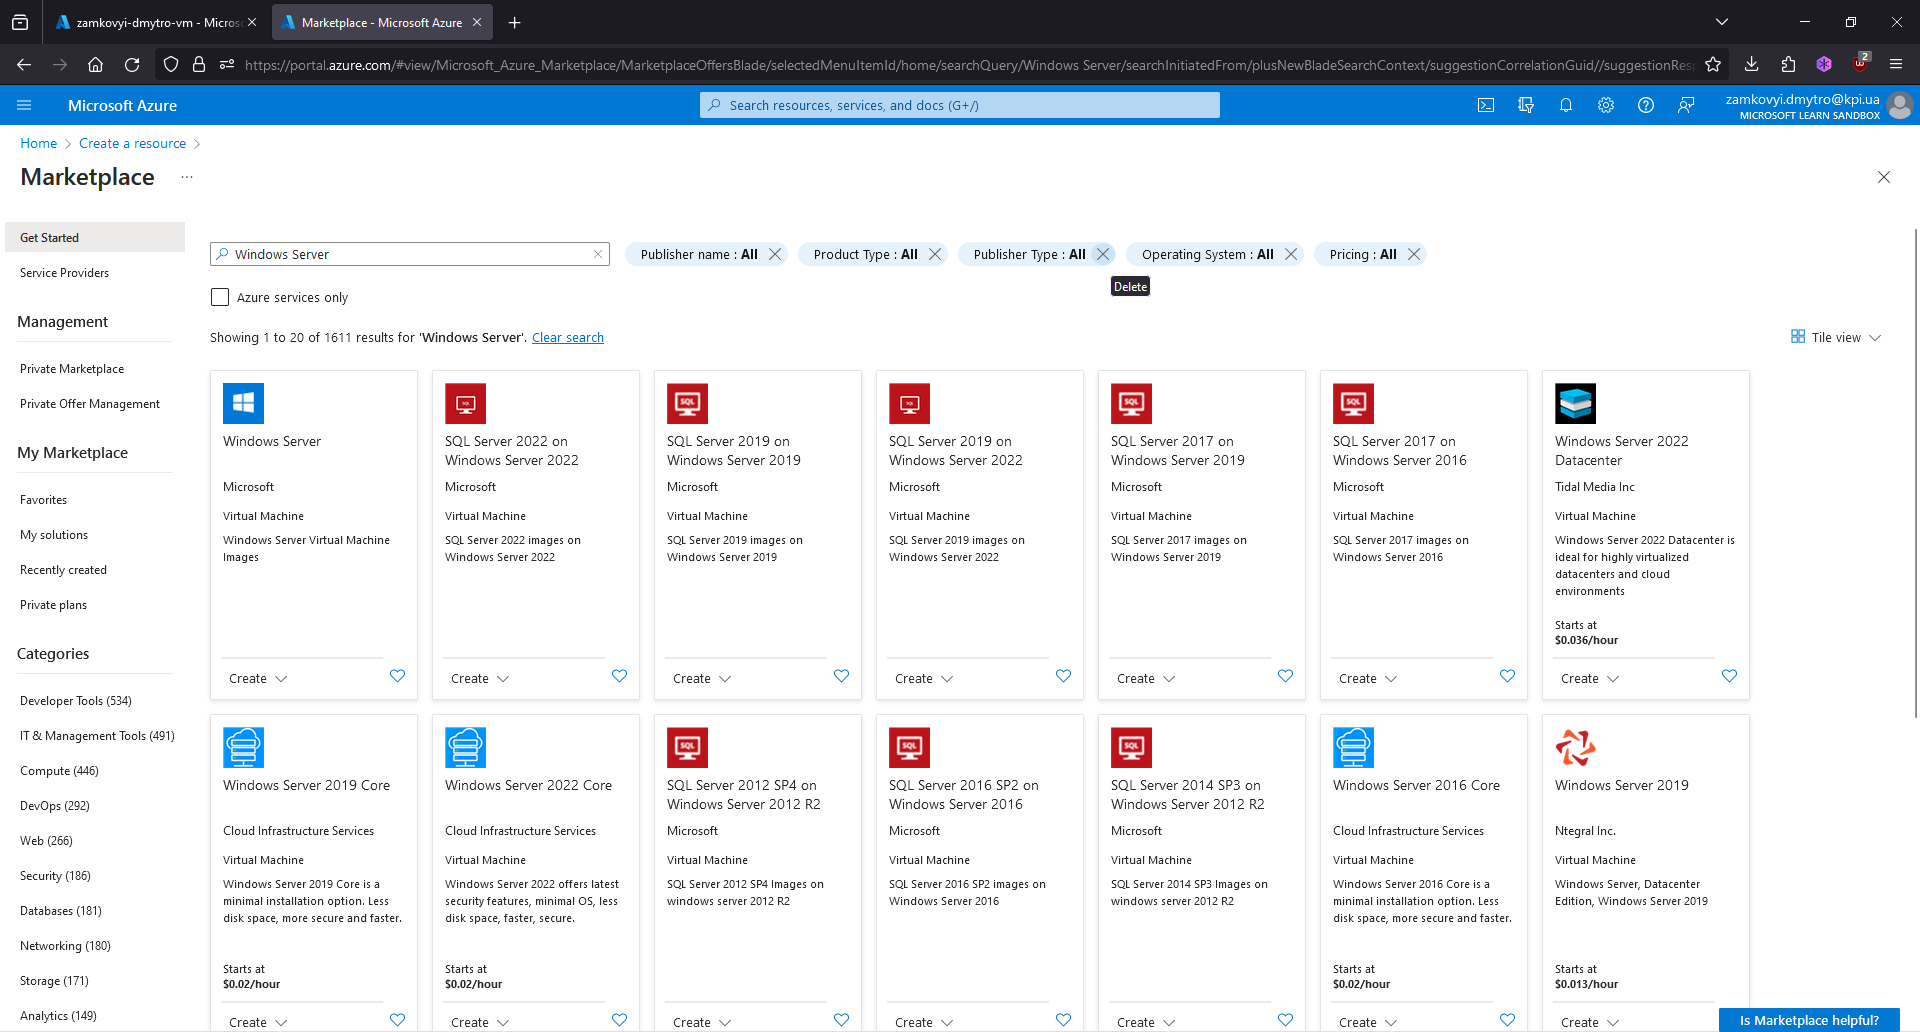 zamkovyi-dmytro-vm - Micros
Marketplace - Microsoft Azure
https://portal.azure.com/#view/Microsoft_Azure_Marketplace/MarketplaceOffersBlade/selectedMenuItemId/home/searchQuery/Windows Server/searchInitiatedFrom/plusNewBladeSearchContext/suggestionCorrelationGuid//suggestionResp
2
Microsoft Azure
Search resources, services, and docs (G+/)
zamkovyi.dmytro@kpi.ua
MICROSOFT LEARN SANDBOX
Home
Create a resource
Marketplace
...
Get Started
Service Providers
Management
Private Marketplace
Private Offer Management
My Marketplace
Favorites
My solutions
Recently created
Private plans
Categories
Developer Tools (534)
IT & Management Tools (491)
Compute (446)
DevOps (292)
Web (266)
Security (186)
Databases (181)
Networking (180)
Storage (171)
Analytics (149)
Windows Server
Publisher name : All
Product Type : All
Publisher Type : All
Operating System : All
Pricing : All
Delete
Azure services only
Showing 1 to 20 of 1611 results for 'Windows Server'. Clear search
Tile view
Windows Server
Microsoft
Virtual Machine
Windows Server Virtual Machine
Images
Create
SQL
SQL Server 2022 on
Windows Server 2022
Microsoft
Virtual Machine
SQL Server 2022 images on
Windows Server 2022
Create
SQL
SQL Server 2019 on
Windows Server 2019
Microsoft
Virtual Machine
SQL Server 2019 images on
Windows Server 2019
Create
SQL
SQL Server 2019 on
Windows Server 2022
Microsoft
Virtual Machine
SQL Server 2019 images on
Windows Server 2022
Create
SQL
SQL Server 2017 on
Windows Server 2019
Microsoft
Virtual Machine
SQL Server 2017 images on
Windows Server 2019
Create
SQL
SQL Server 2017 on
Windows Server 2016
Microsoft
Virtual Machine
SQL Server 2017 images on
Windows Server 2016
Create
Windows Server 2022
Datacenter
Tidal Media Inc
Virtual Machine
Windows Server 2022 Datacenter is
ideal for highly virtualized
datacenters and cloud
environments
Starts at
$0.036/hour
Create
Windows Server 2019 Core
Cloud Infrastructure Services
Virtual Machine
Windows Server 2019 Core is a
minimal installation option. Less
disk space, more secure and faster.
Starts at
$0.02/hour
Create
Windows Server 2022 Core
Cloud Infrastructure Services
Virtual Machine
Windows Server 2022 offers latest
security features, minimal OS, less
disk space, faster, secure.
Starts at
$0.02/hour
Create
SQL
SQL Server 2012 SP4 on
Windows Server 2012 R2
Microsoft
Virtual Machine
SQL Server 2012 SP4 Images on
windows server 2012 R2
Create
SQL
SQL Server 2016 SP2 on
Windows Server 2016
Microsoft
Virtual Machine
SQL Server 2016 SP2 images on
Windows Server 2016
Create
SQL
SQL Server 2014 SP3 on
Windows Server 2012 R2
Microsoft
Virtual Machine
SQL Server 2014 SP3 Images on
windows server 2012 R2
Create
Windows Server 2016 Core
Cloud Infrastructure Services
Virtual Machine
Windows Server 2016 Core is a
minimal installation option. Less
disk space, more secure and faster.
Starts at
$0.02/hour
Create
Windows Server 2019
Ntegral Inc.
Virtual Machine
Windows Server, Datacenter
Edition, Windows Server 2019
Starts at
$0.013/hour
Create
Is Marketplace helpful?